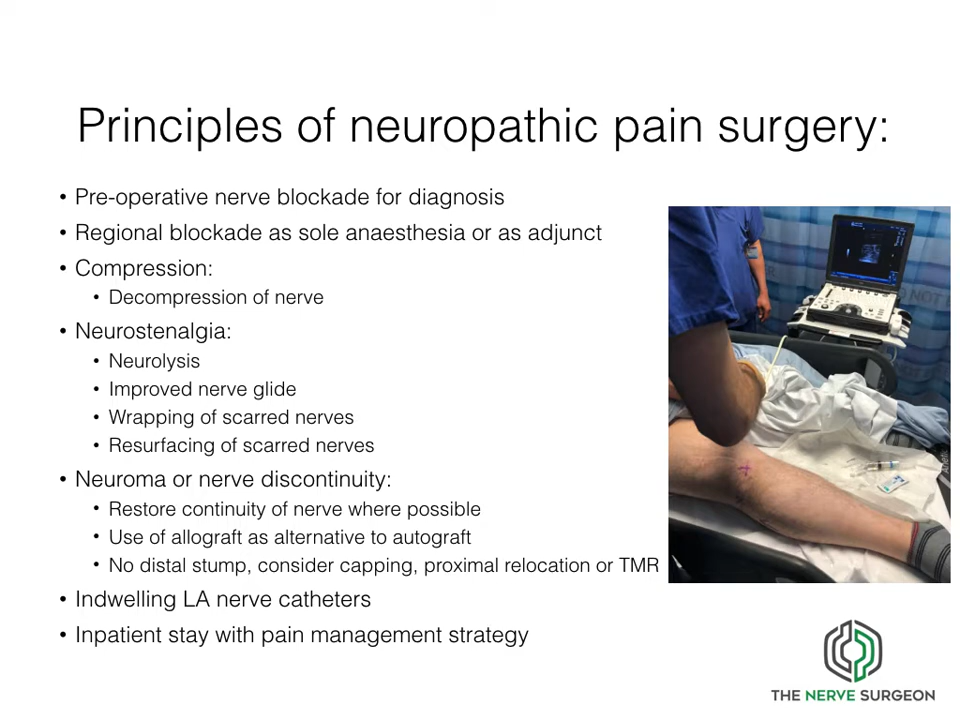 Principles of neuropathic pain surgery:
• Pre-operative nerve blockade for diagnosis
• Regional blockade as sole anaesthesia or as adjunct
• Compression:
• Decompression of nerve
• Neurostenalgia:
• Neurolysis
• Improved nerve glide
• Wrapping of scarred nerves
• Resurfacing of scarred nerves
• Neuroma or nerve discontinuity:
• Restore continuity of nerve where possible
• Use of allograft as alternative to autograft
• No distal stump, consider capping, proximal relocation or TMR
• Indwelling LA nerve catheters
• Inpatient stay with pain management strategy
THE NERVE SURGEON